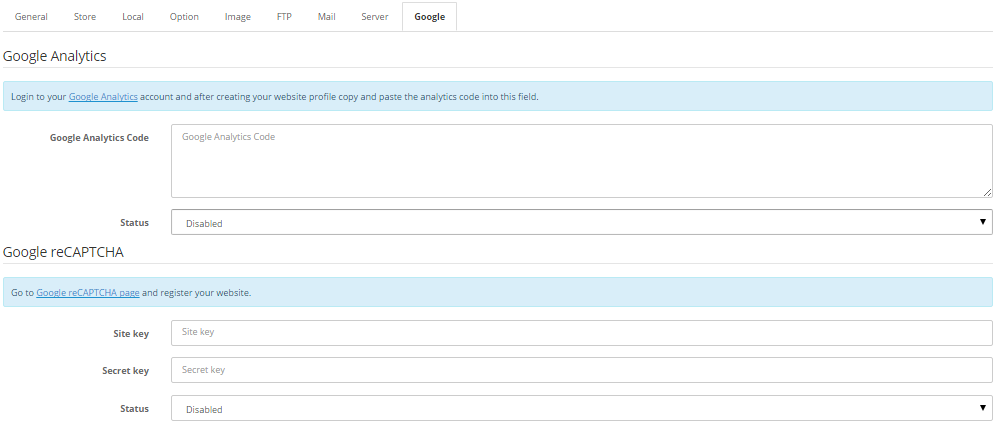 General Store Local Option Image FTP Mail Server Google
Google Analytics
Login to your Google Analytics account and after creating your website profile copy and paste the analytics code into this field.
Google Analytics Code Google Analytics Code
Status Disabled
Google reCAPTCHA
Go to Google reCAPTCHA page and register your website.
Site key Site key
Secret key Secret key
Status Disabled